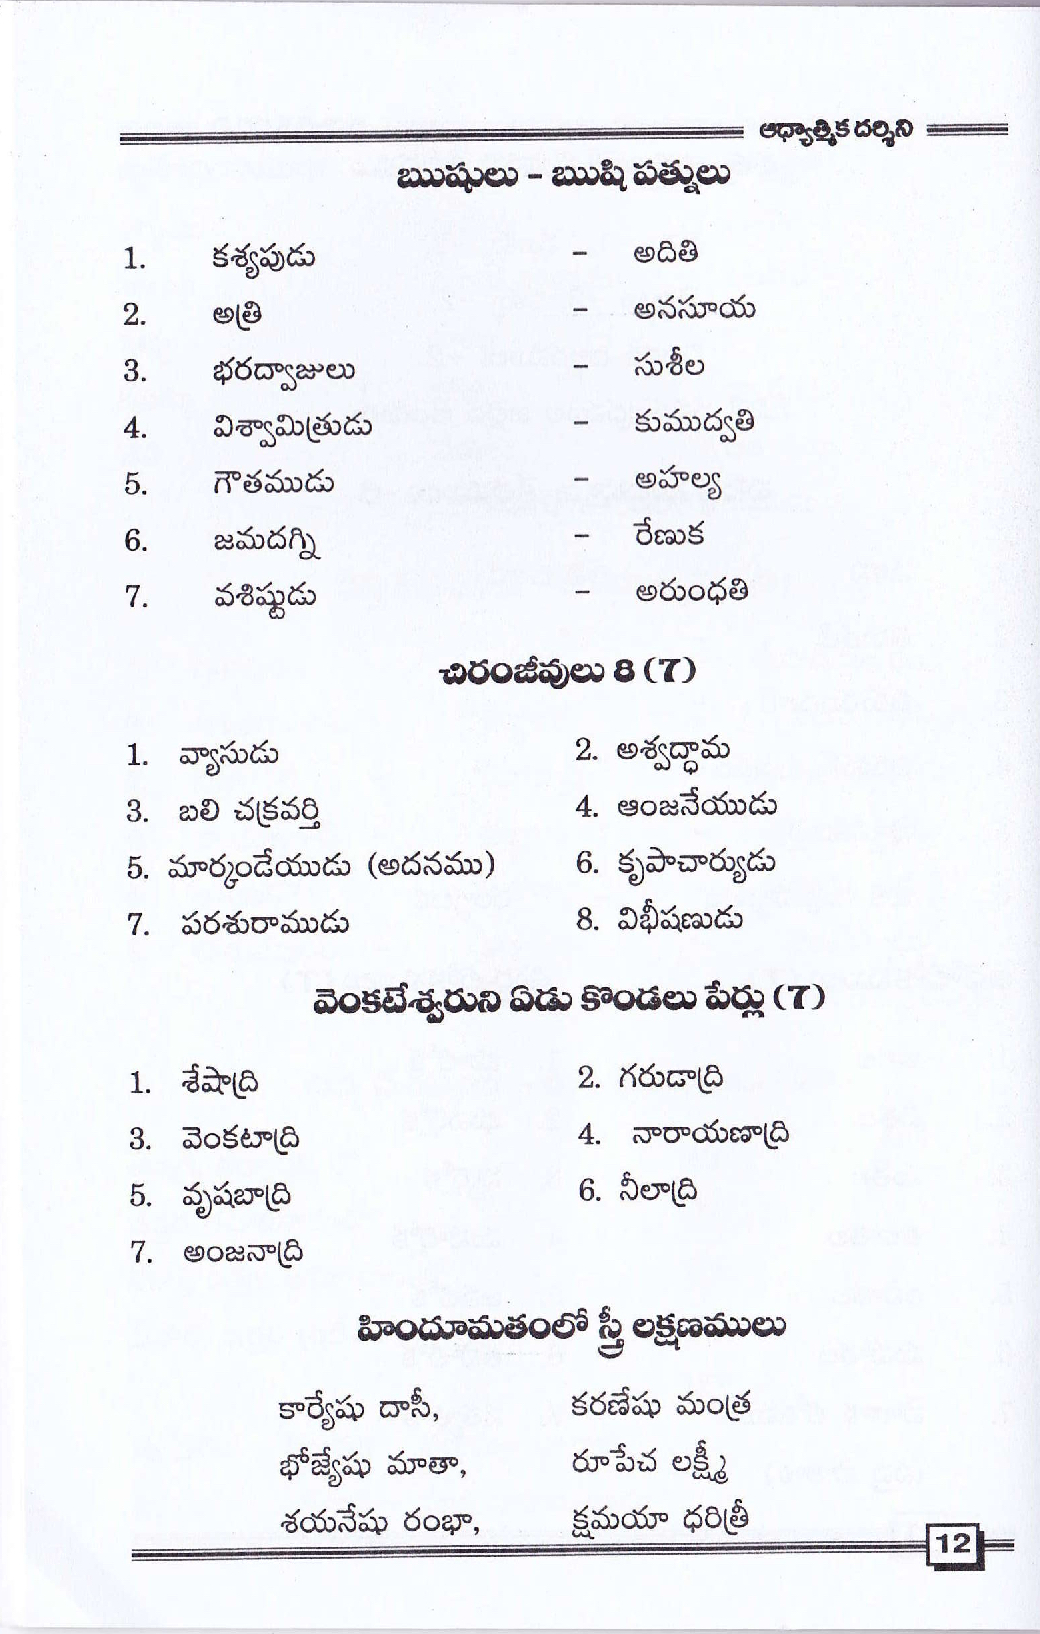 ఆధ్యాత్మిక దర్శిని
ఋషులు - ఋషి పత్నులు
1. కశ్యపుడు - అదితి
2. అత్రి - అనసూయ
3. భరద్వాజులు - సుశీల
4. విశ్వామిత్రుడు - కుముద్వతి
5. గౌతముడు - అహల్య
6. జమదగ్ని - రేణుక
7. వశిష్టుడు - అరుంధతి
చిరంజీవులు 8 (7)
1. వ్యాసుడు 2. అశ్వద్ధామ
3. బలి చక్రవర్తి 4. ఆంజనేయుడు
5. మార్కండేయుడు (అదనము) 6. కృపాచార్యుడు
7. పరశురాముడు 8. విభీషణుడు
వెంకటేశ్వరుని ఏడు కొండలు పేర్లు (7)
1. శేషాద్రి 2. గరుడాద్రి
3. వెంకటాద్రి 4. నారాయణాద్రి
5. వృషబాద్రి 6. నీలాద్రి
7. అంజనాద్రి
హిందూమతంలో స్త్రీ లక్షణములు
కార్యేషు దాసీ, కరణేషు మంత్ర
భోజ్యేషు మాతా, రూపేచ లక్ష్మీ
శయనేషు రంభా, క్షమయా ధరిత్రీ
12